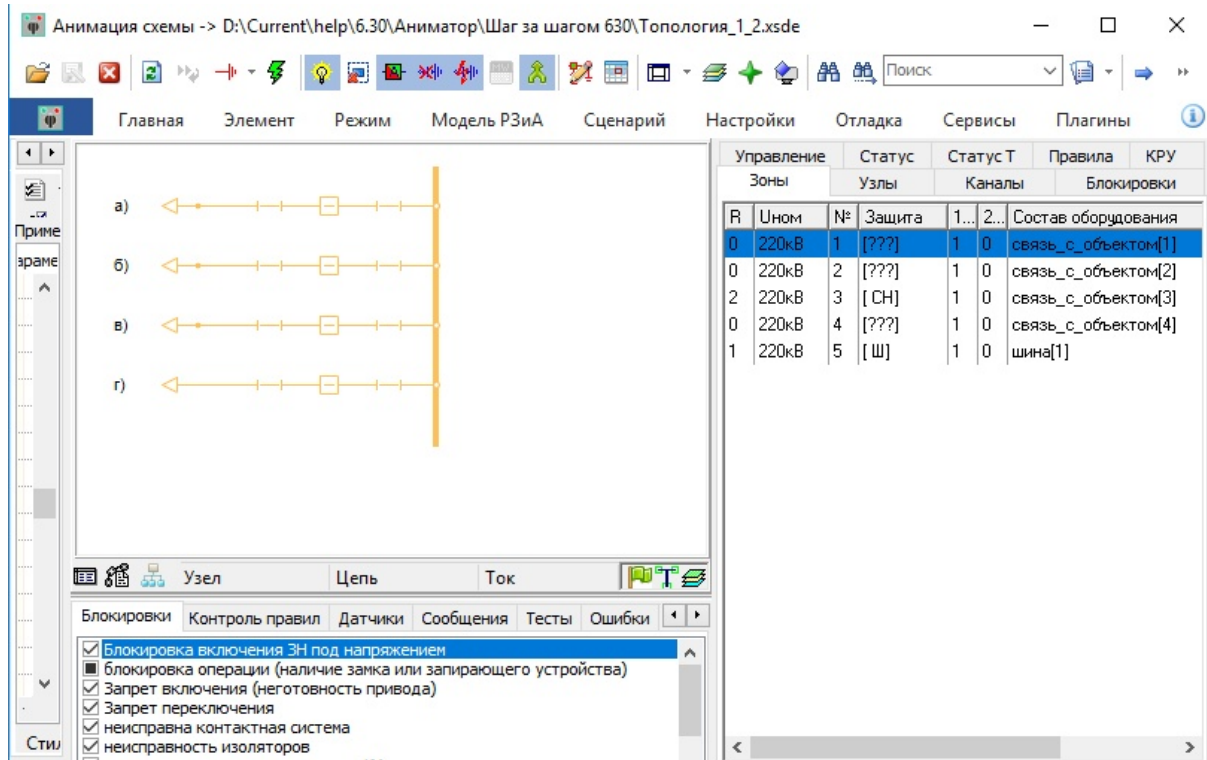 Анимация схемы -> D:\Current\help\6.30\Аниматор\Шаг за шагом 630\Топология_1_2.xsde
Поиск
Главная Элемент Режим Модель РЗиА Сценарий Настройки Отладка Сервисы Плагины
Приме
араме
Стил
а)
б)
в)
г)
Узел Цепь Ток
Блокировки Контроль правил Датчики Сообщения Тесты Ошибки
Блокировка включения ЗН под напряжением
блокировка операции (наличие замка или запирающего устройства)
Запрет включения (неготовность привода)
Запрет переключения
неисправна контактная система
неисправность изоляторов
Управление Статус Статус Т Правила КРУ
Зоны Узлы Каналы Блокировки
R Uном № Защита 1... 2... Состав оборудования
0 220кВ 1 [???] 1 0 связь_с_объектом[1]
0 220кВ 2 [???] 1 0 связь_с_объектом[2]
2 220кВ 3 [ СН] 1 0 связь_с_объектом[3]
0 220кВ 4 [???] 1 0 связь_с_объектом[4]
1 220кВ 5 [ Ш] 1 0 шина[1]